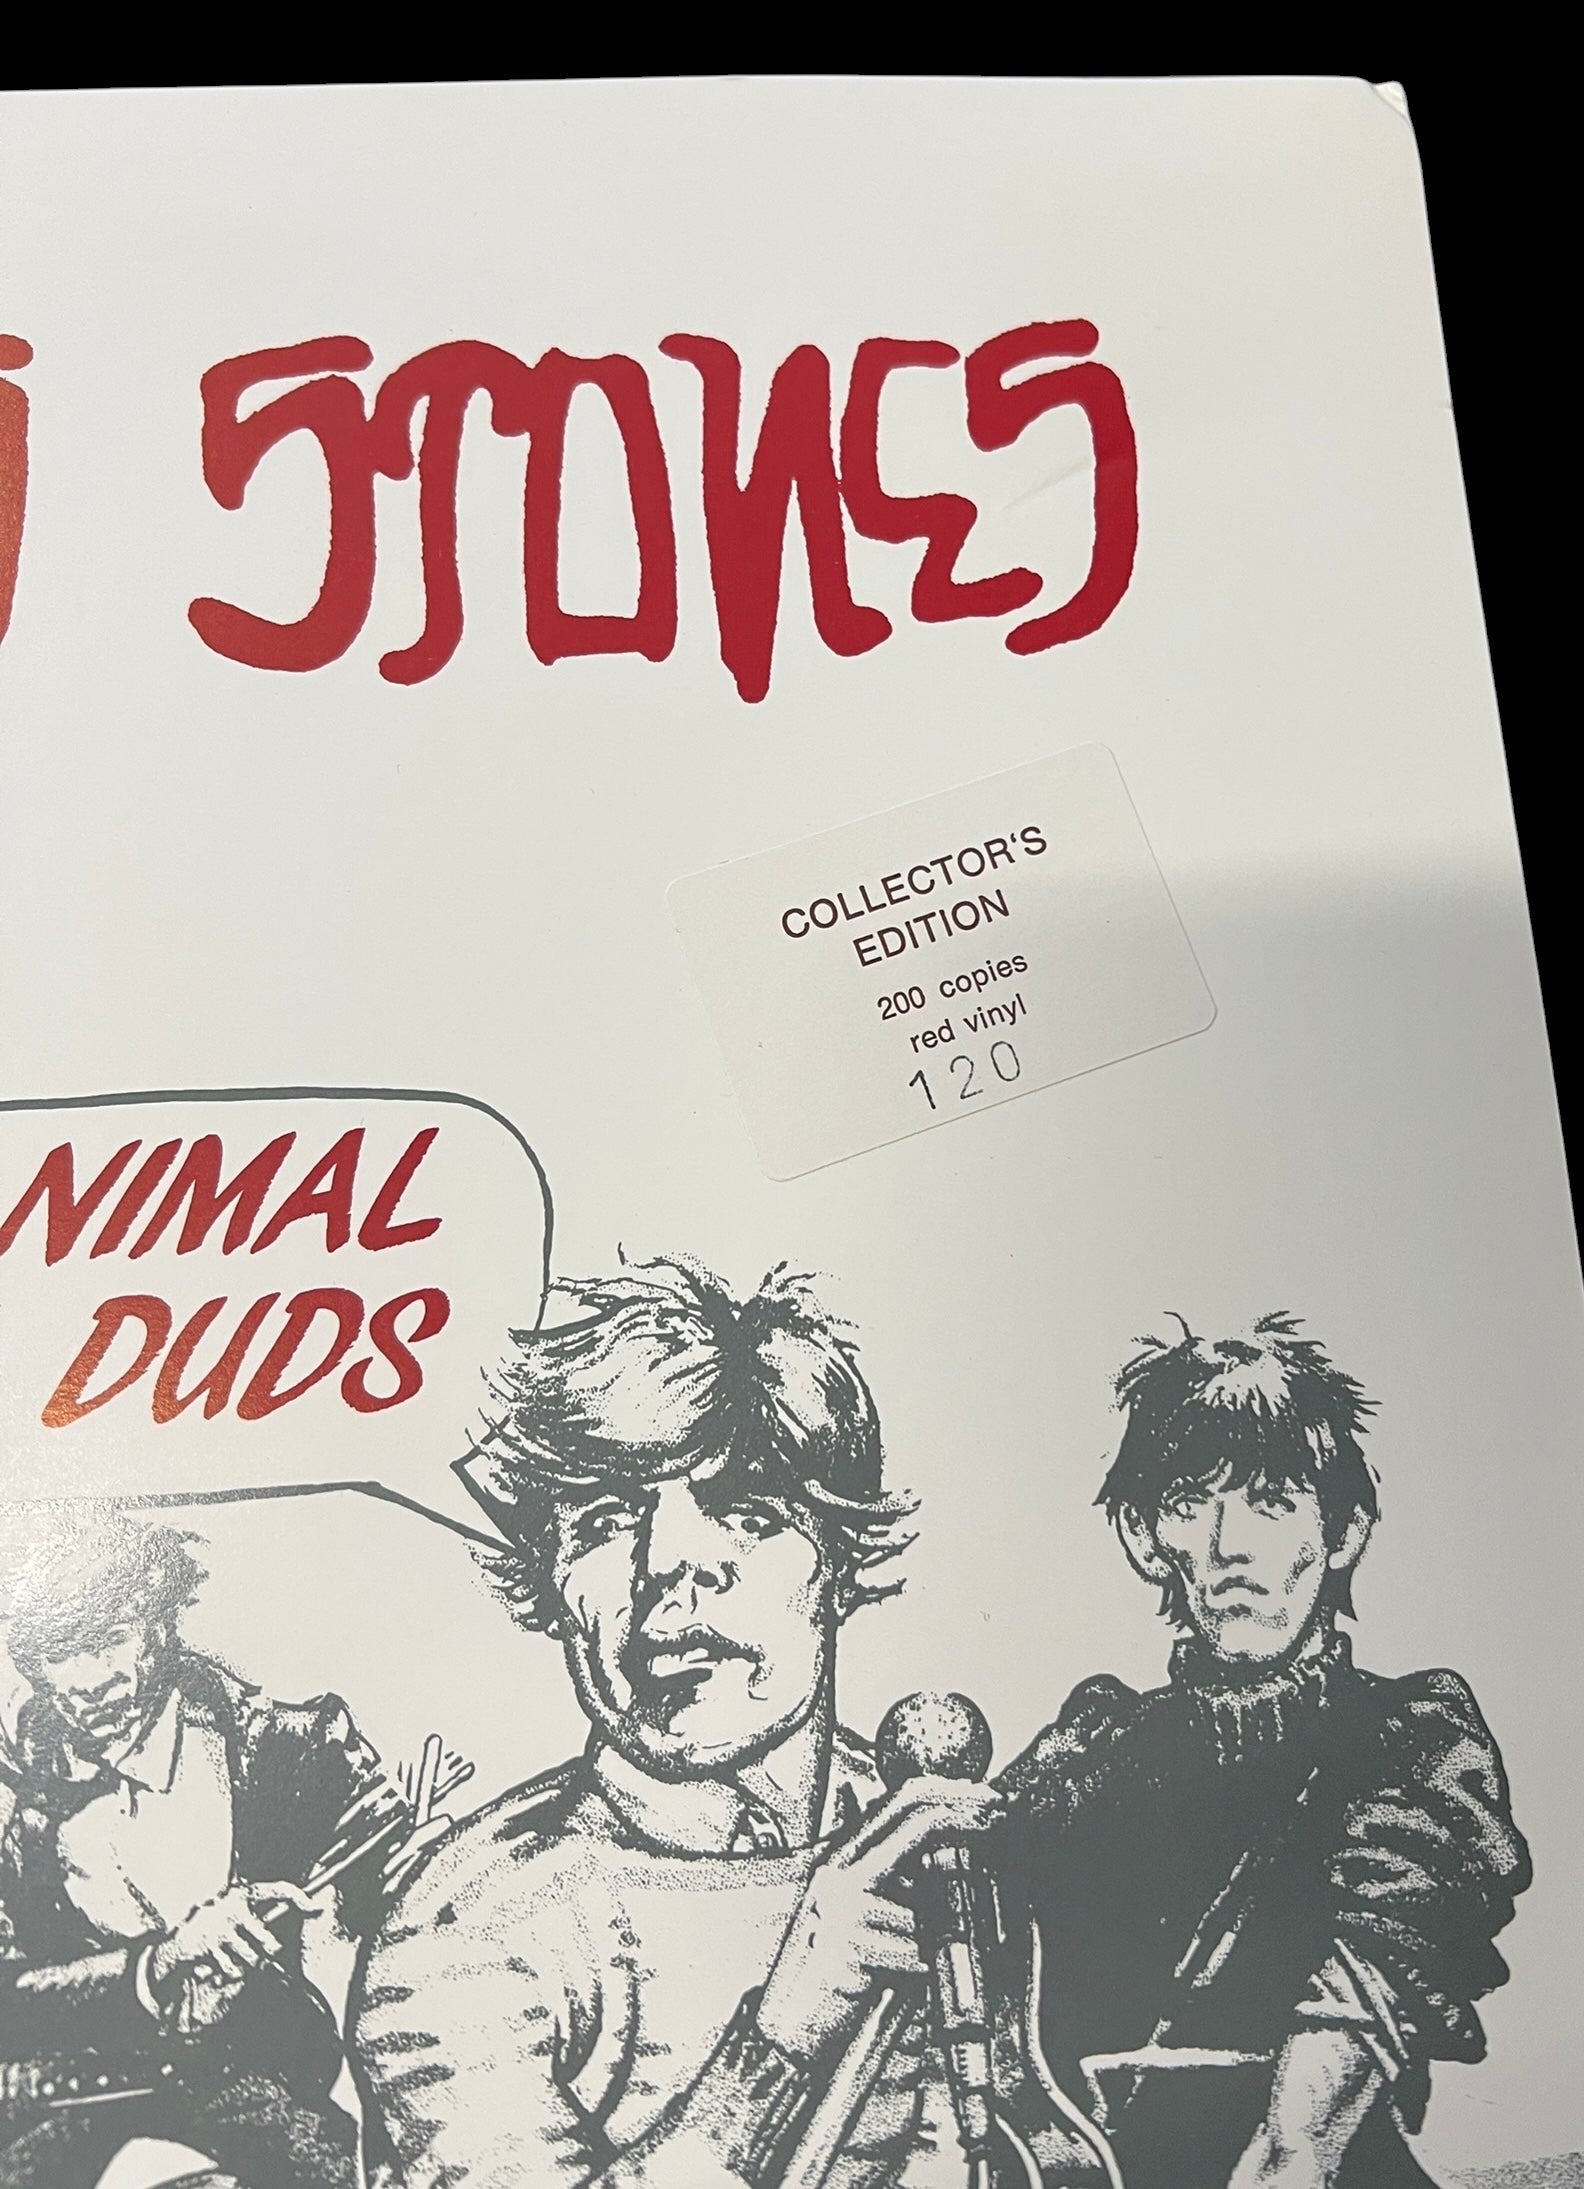 STONES
COLLECTOR'S
EDITION
200 copies
red vinyl
120
NIMAL
DUDS